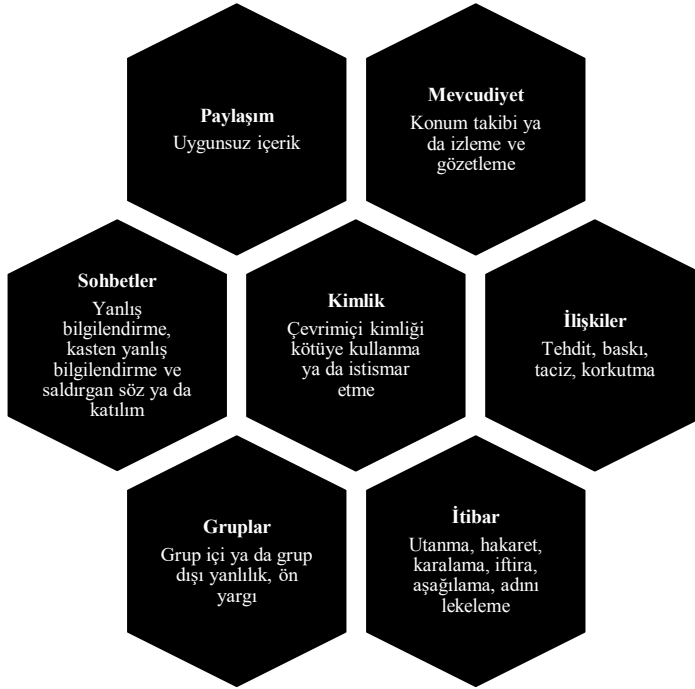 Paylaşım
Uygunsuz içerik
Mevcudiyet
Konum takibi ya
da izleme ve
gözetleme
Sohbetler
Yanlış
bilgilendirme,
kasten yanlış
bilgilendirme ve
saldırgan söz ya da
katılım
Kimlik
Çevrimiçi kimliği
kötüye kullanma
ya da istismar
etme
İlişkiler
Tehdit, baskı,
taciz, korkutma
Gruplar
Grup içi ya da grup
dışı yanlılık, ön
yargı
İtibar
Utanma, hakaret,
karalama, iftira,
aşağılama, adını
lekeleme